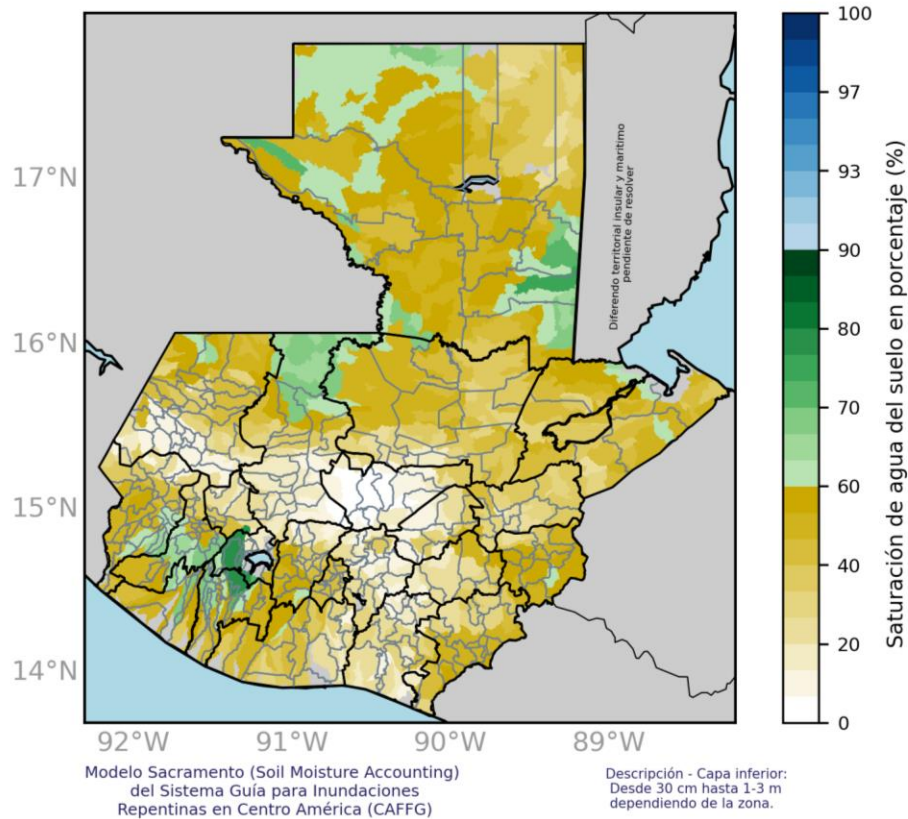 100
97
93
90
80
70
60
40
20
0
Saturación de agua del suelo en porcentaje (%)
Diferendo territorial insular y marítimo
pendiente de resolver
17°N
16°N
15°N
14°N
92°W
91°W
90°W
89°W
Modelo Sacramento (Soil Moisture Accounting)
del Sistema Guía para Inundaciones
Repentinas en Centro América (CAFFG)
Descripción - Capa inferior:
Desde 30 cm hasta 1-3 m
dependiendo de la zona.